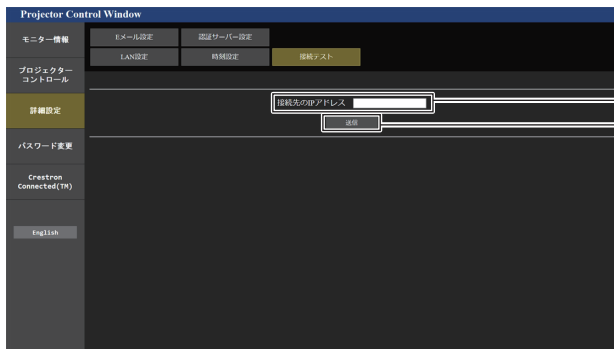 Projector Control Window
モニター情報
プロジェクター
コントロール
詳細設定
パスワード変更
Crestron
Connected(TM)
English
Eメール設定
認証サーバー設定
LAN設定
時刻設定
接続テスト
接続先のIPアドレス
送信